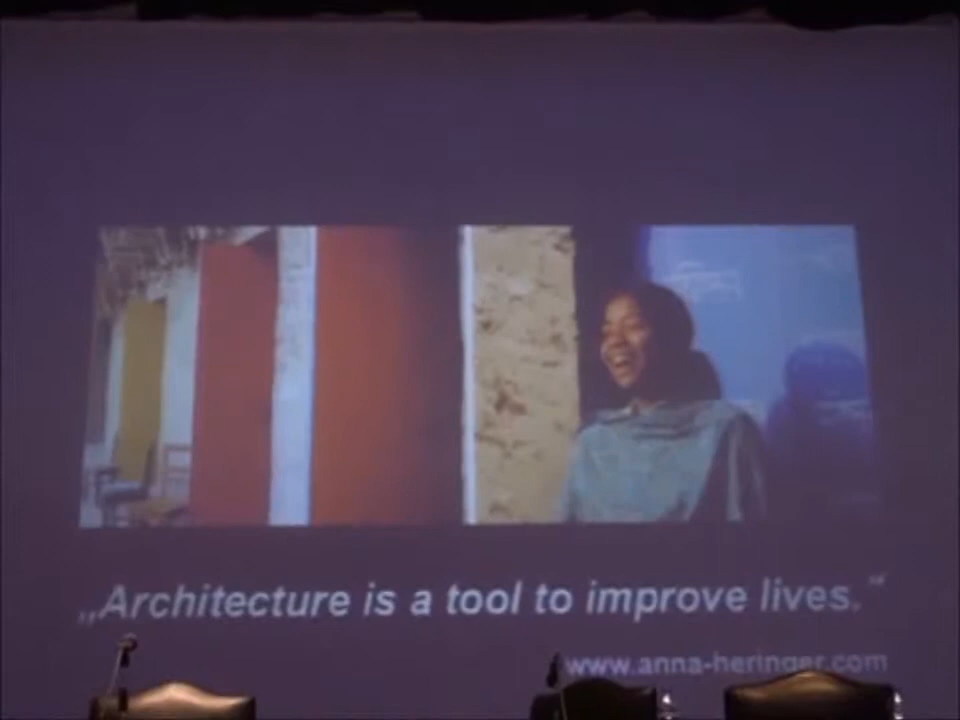 „Architecture is a tool to improve lives.“
www.anna-heringer.com